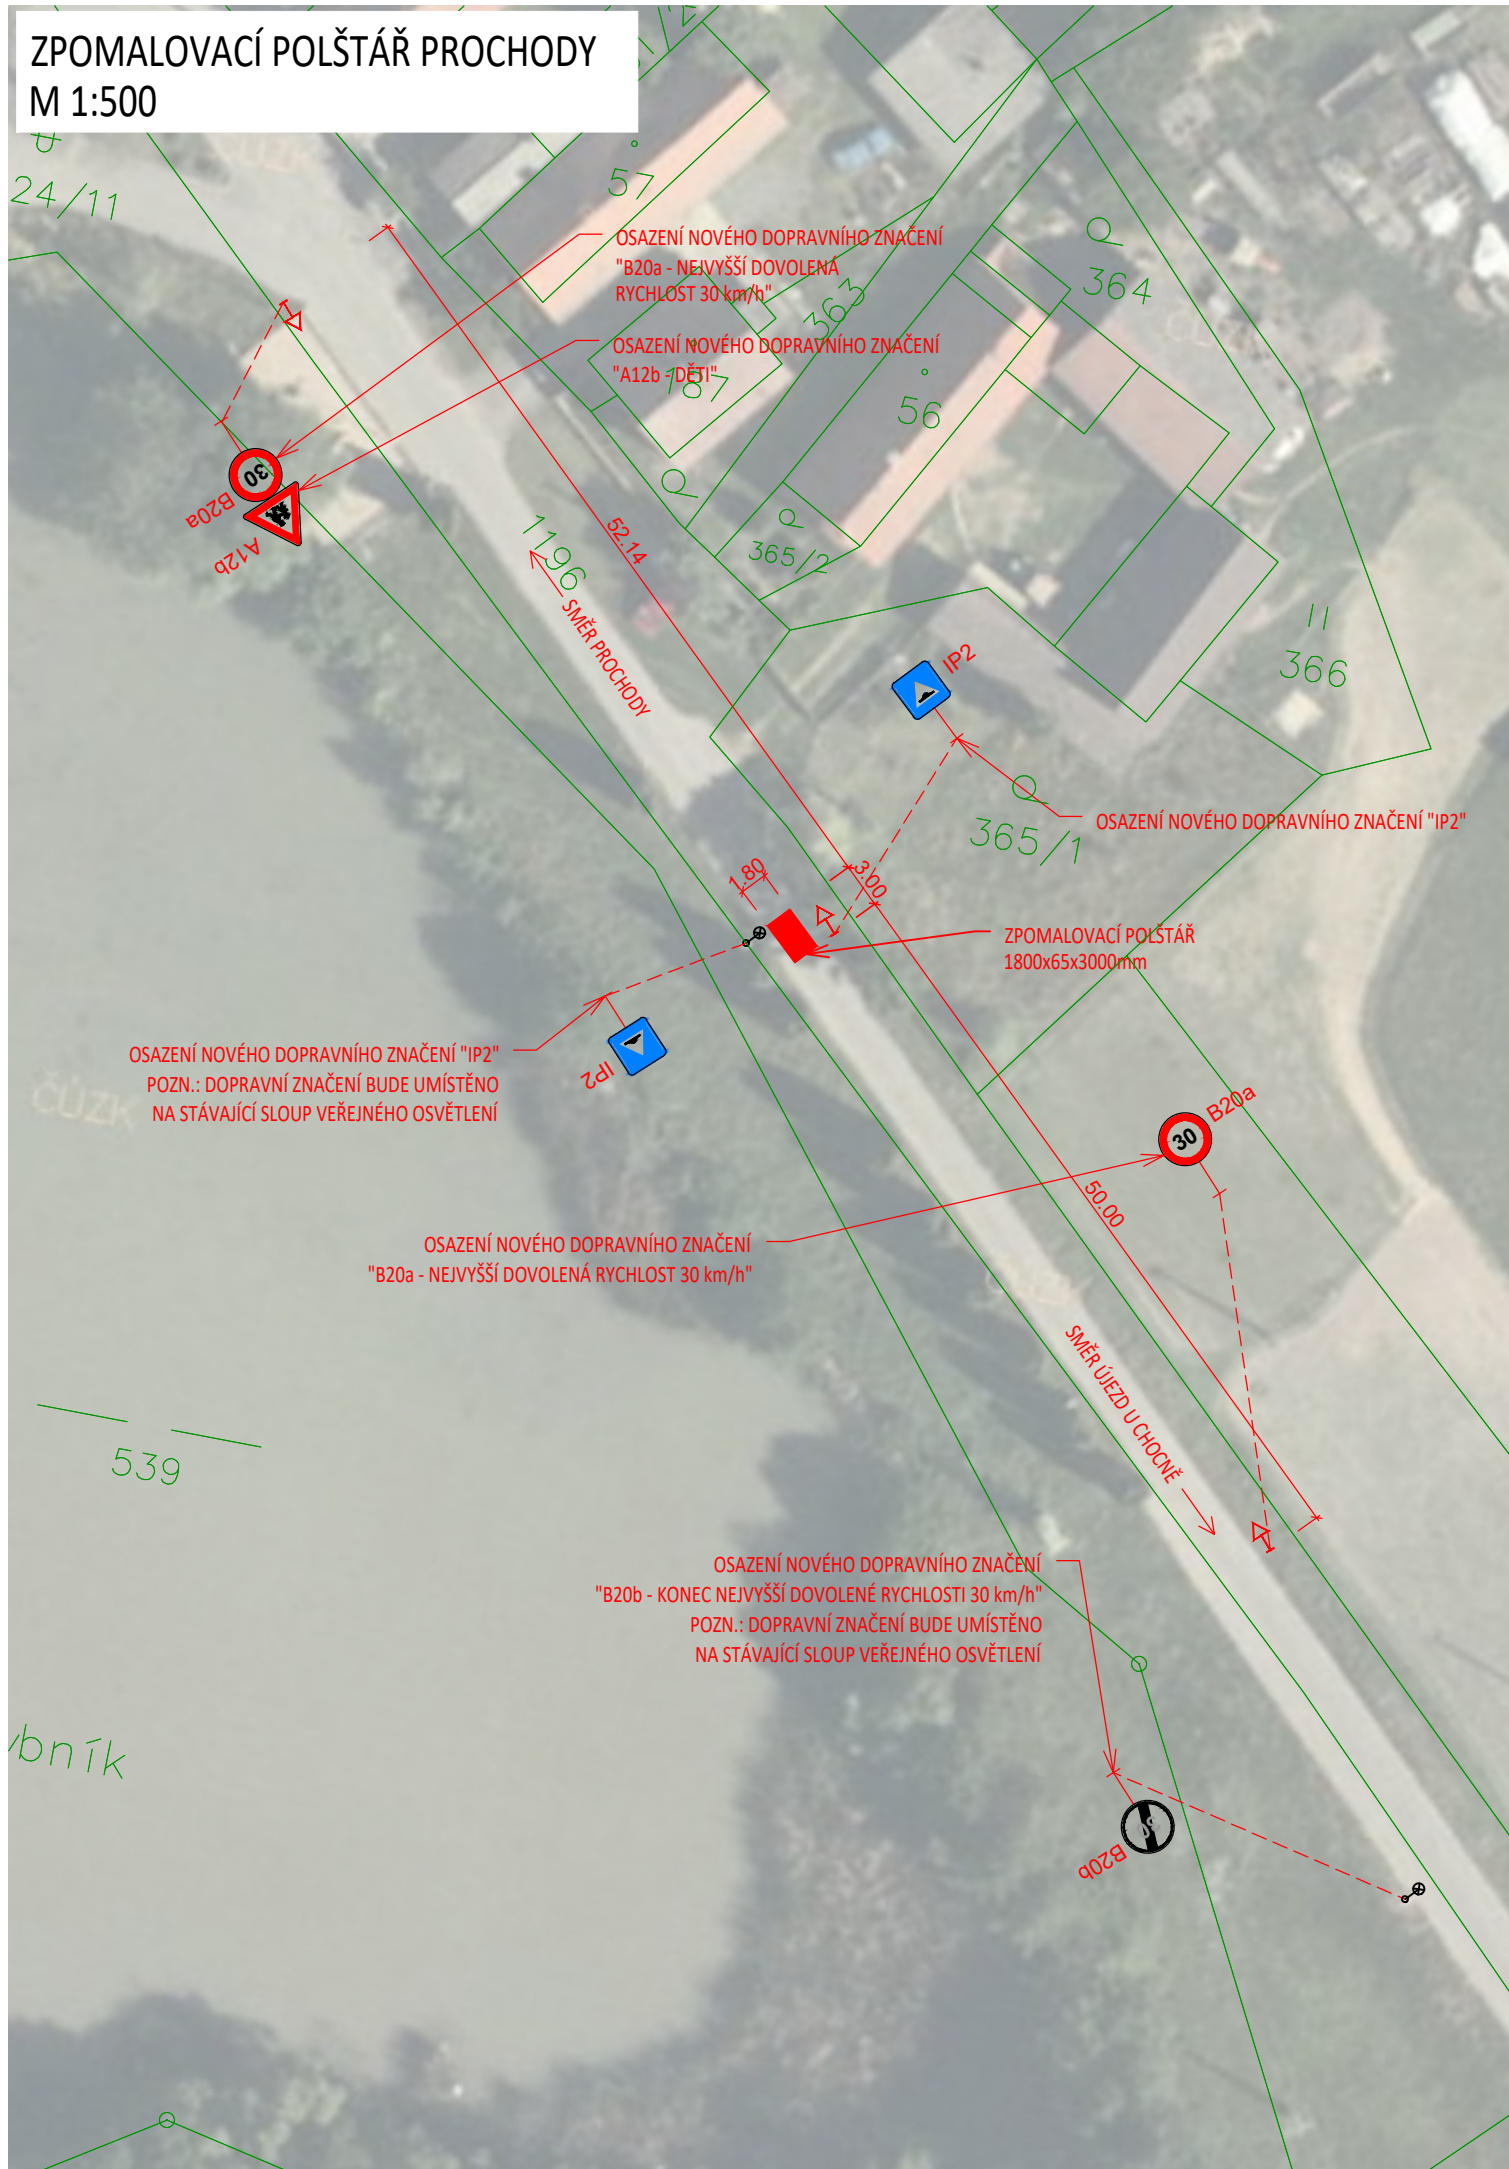 ZPOMALOVACÍ POLŠTÁŘ PROCHODY
M 1:500
24/11
57
OSAZENÍ NOVÉHO DOPRAVNÍHO ZNAČENÍ
"B20a - NEJVYŠŠÍ DOVOLENÁ
RYCHLOST 30 km/h"
363
364
OSAZENÍ NOVÉHO DOPRAVNÍHO ZNAČENÍ
"A12b - DĚTI"
187
56
30
B20a
A12b
1196
52.14
365/2
SMĚR PROCHODY
366
IP2
365/1
OSAZENÍ NOVÉHO DOPRAVNÍHO ZNAČENÍ "IP2"
1.80
3.00
ZPOMALOVACÍ POLŠTÁŘ
1800x65x3000mm
OSAZENÍ NOVÉHO DOPRAVNÍHO ZNAČENÍ "IP2"
POZN.: DOPRAVNÍ ZNAČENÍ BUDE UMÍSTĚNO
NA STÁVAJÍCÍ SLOUP VEŘEJNÉHO OSVĚTLENÍ
IP2
ČÚZK
B20a
30
50.00
OSAZENÍ NOVÉHO DOPRAVNÍHO ZNAČENÍ
"B20a - NEJVYŠŠÍ DOVOLENÁ RYCHLOST 30 km/h"
SMĚR ÚJEZD U CHOCNĚ
539
OSAZENÍ NOVÉHO DOPRAVNÍHO ZNAČENÍ
"B20b - KONEC NEJVYŠŠÍ DOVOLENÉ RYCHLOSTI 30 km/h"
POZN.: DOPRAVNÍ ZNAČENÍ BUDE UMÍSTĚNO
NA STÁVAJÍCÍ SLOUP VEŘEJNÉHO OSVĚTLENÍ
ybník
B20b